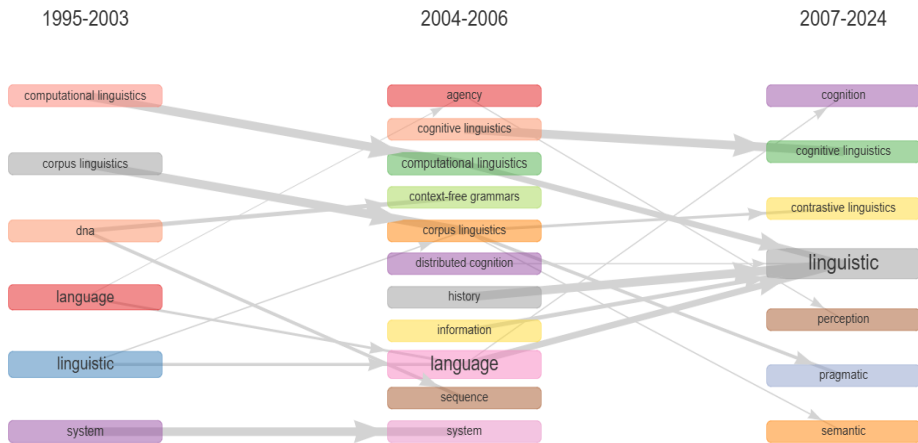 1995-2003
2004-2006
2007-2024
computational linguistics
corpus linguistics
dna
language
linguistic
system
agency
cognitive linguistics
computational linguistics
context-free grammars
corpus linguistics
distributed cognition
history
information
language
sequence
system
cognition
cognitive linguistics
contrastive linguistics
linguistic
perception
pragmatic
semantic